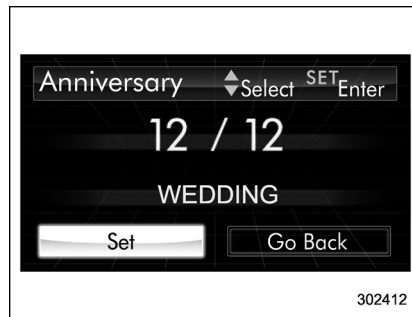 Anniversary Select SET Enter
12 / 12
WEDDING
Set Go Back
302412